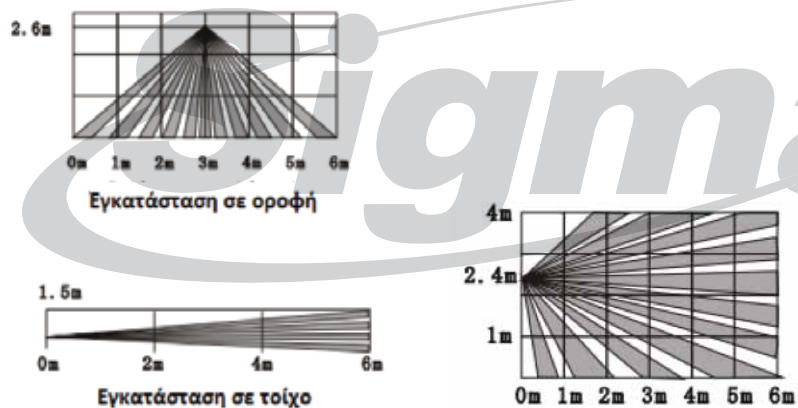 Sigma
2.6m
0m 1m 2m 3m 4m 5m 6m
Εγκατάσταση σε οροφή
1.5m
0m 2m 4m 6m
Εγκατάσταση σε τοίχο
4m
2.4m
1m
0m 1m 2m 3m 4m 5m 6m